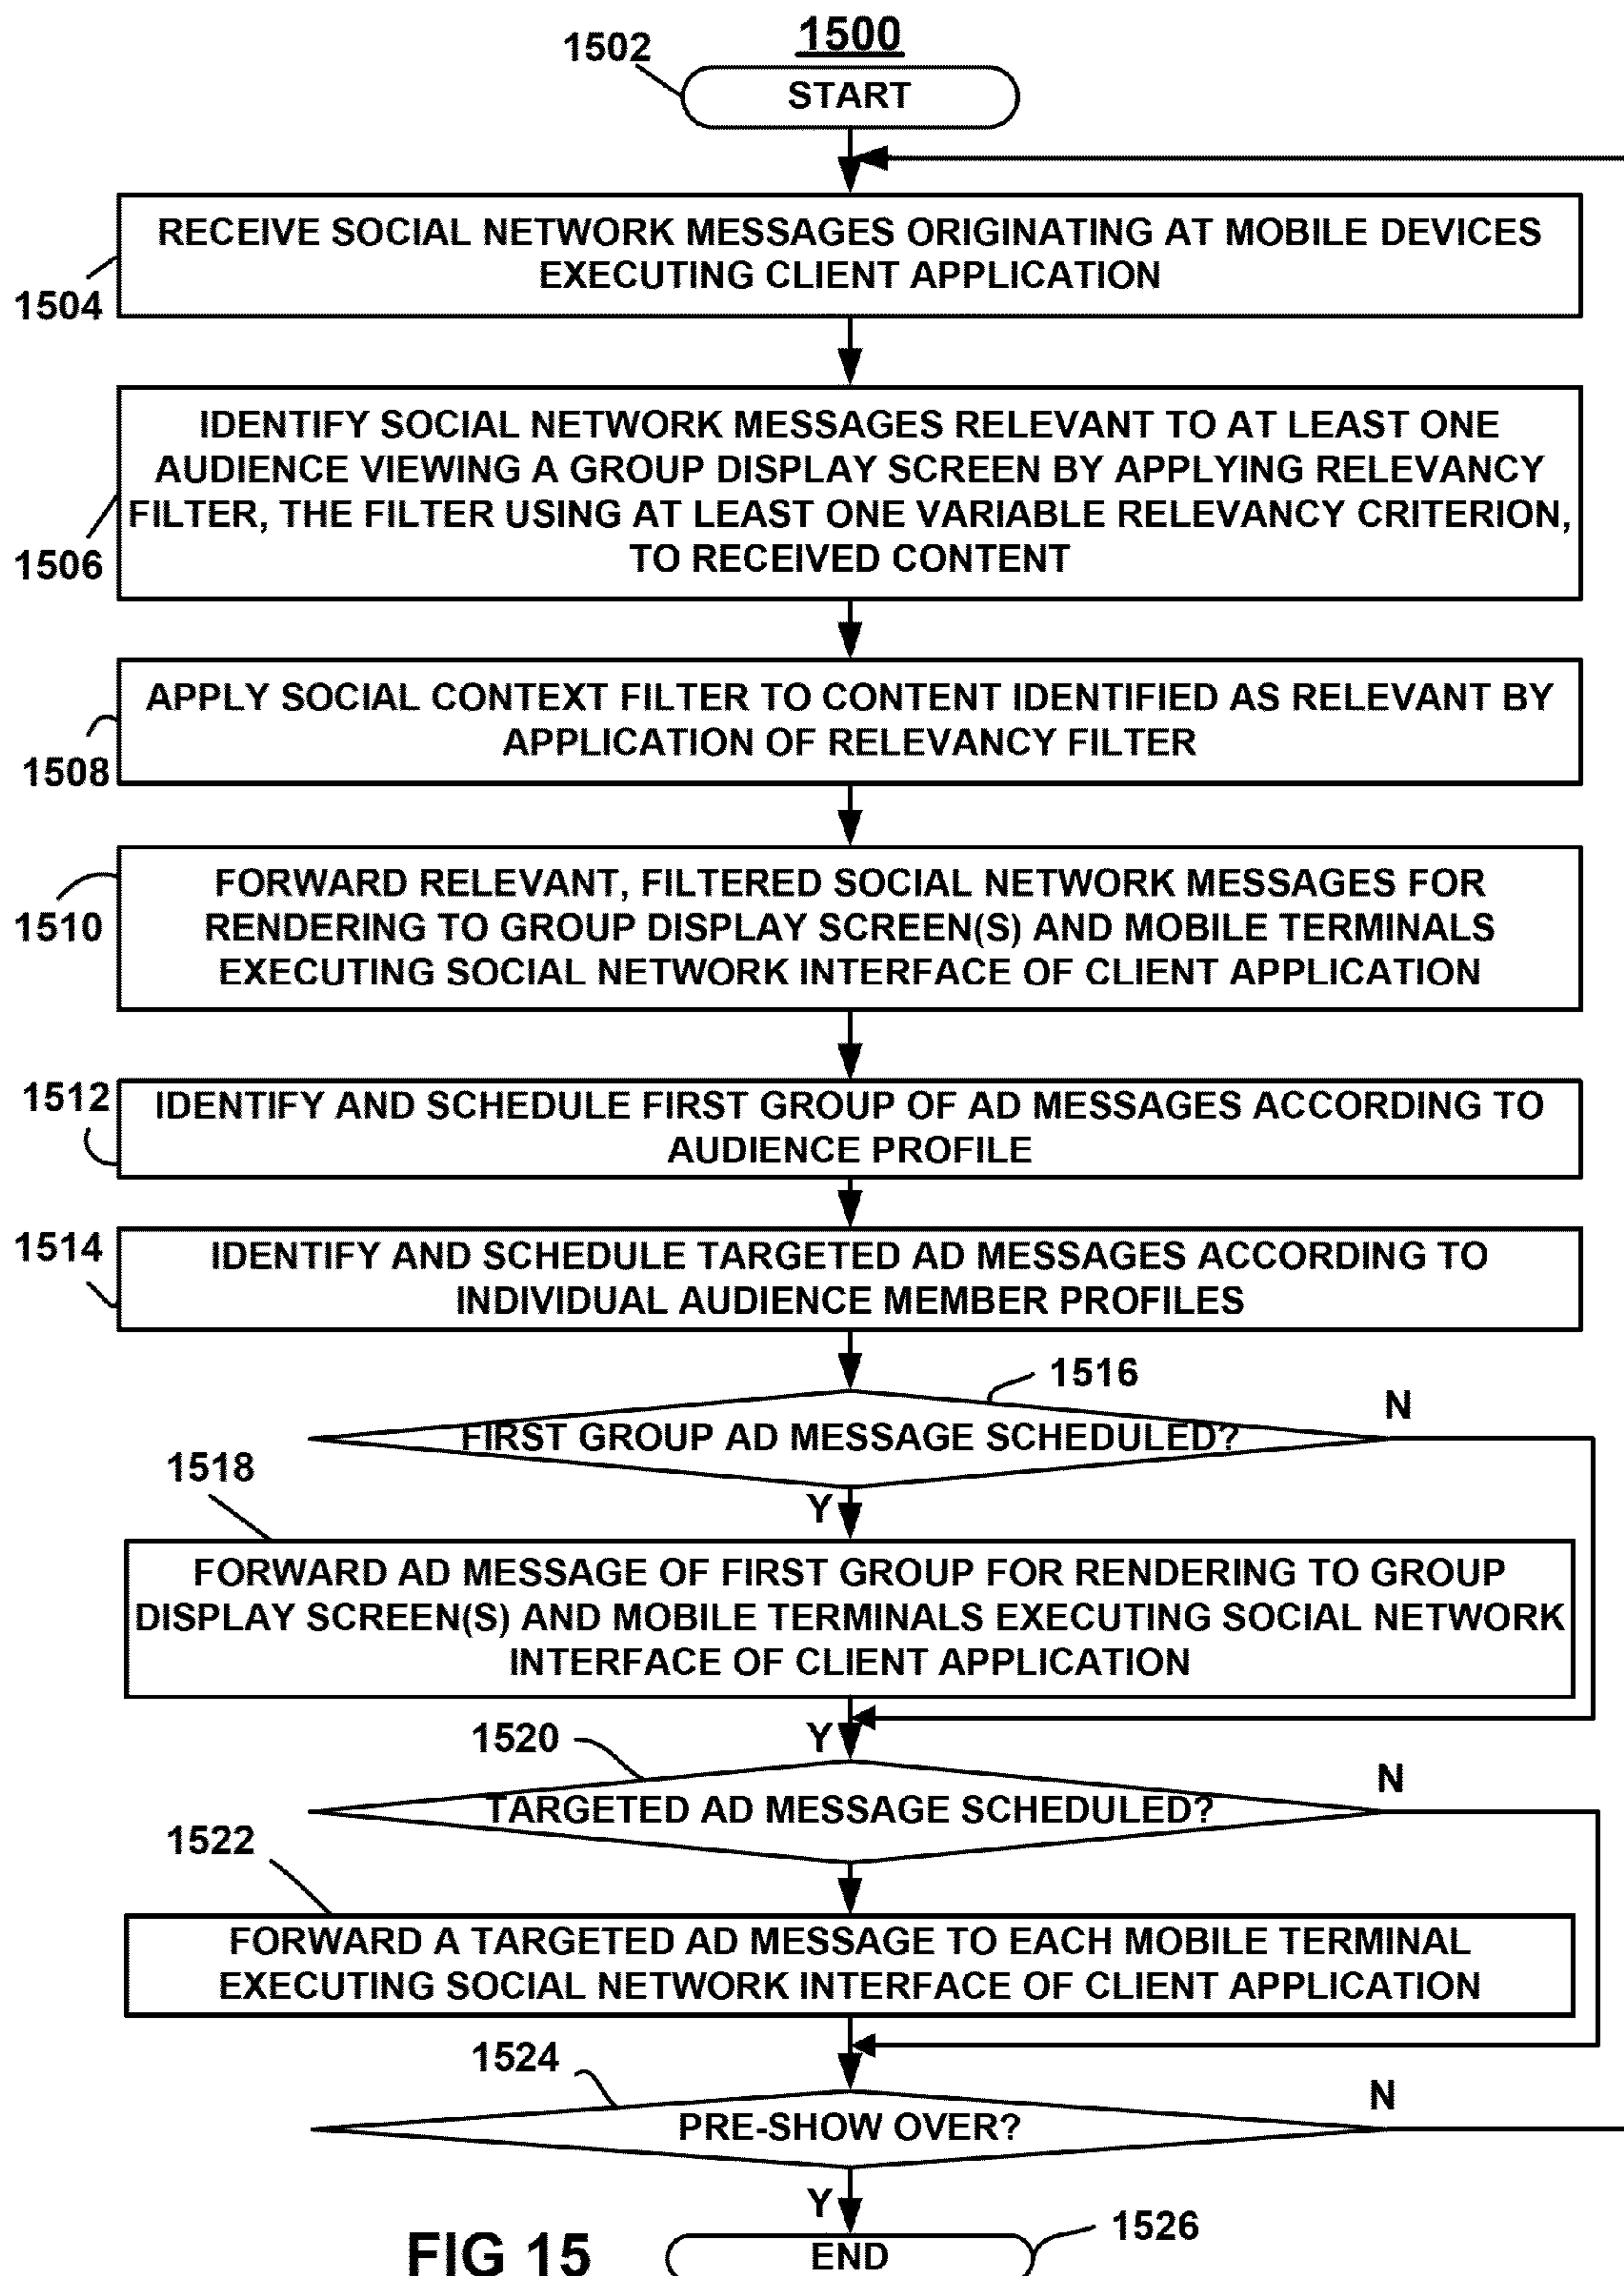 1500
1502
START
RECEIVE SOCIAL NETWORK MESSAGES ORIGINATING AT MOBILE DEVICES
EXECUTING CLIENT APPLICATION
1504
IDENTIFY SOCIAL NETWORK MESSAGES RELEVANT TO AT LEAST ONE
AUDIENCE VIEWING A GROUP DISPLAY SCREEN BY APPLYING RELEVANCY
FILTER, THE FILTER USING AT LEAST ONE VARIABLE RELEVANCY CRITERION,
TO RECEIVED CONTENT
1506
APPLY SOCIAL CONTEXT FILTER TO CONTENT IDENTIFIED AS RELEVANT BY
APPLICATION OF RELEVANCY FILTER
1508
FORWARD RELEVANT, FILTERED SOCIAL NETWORK MESSAGES FOR
RENDERING TO GROUP DISPLAY SCREEN(S) AND MOBILE TERMINALS
EXECUTING SOCIAL NETWORK INTERFACE OF CLIENT APPLICATION
1510
1512
IDENTIFY AND SCHEDULE FIRST GROUP OF AD MESSAGES ACCORDING TO
AUDIENCE PROFILE
1514
IDENTIFY AND SCHEDULE TARGETED AD MESSAGES ACCORDING TO
INDIVIDUAL AUDIENCE MEMBER PROFILES
1516
N
FIRST GROUP AD MESSAGE SCHEDULED?
1518
Y
FORWARD AD MESSAGE OF FIRST GROUP FOR RENDERING TO GROUP
DISPLAY SCREEN(S) AND MOBILE TERMINALS EXECUTING SOCIAL NETWORK
INTERFACE OF CLIENT APPLICATION
1520
Y
N
TARGETED AD MESSAGE SCHEDULED?
1522
FORWARD A TARGETED AD MESSAGE TO EACH MOBILE TERMINAL
EXECUTING SOCIAL NETWORK INTERFACE OF CLIENT APPLICATION
1524
N
PRE-SHOW OVER?
Y
1526
END
FIG 15